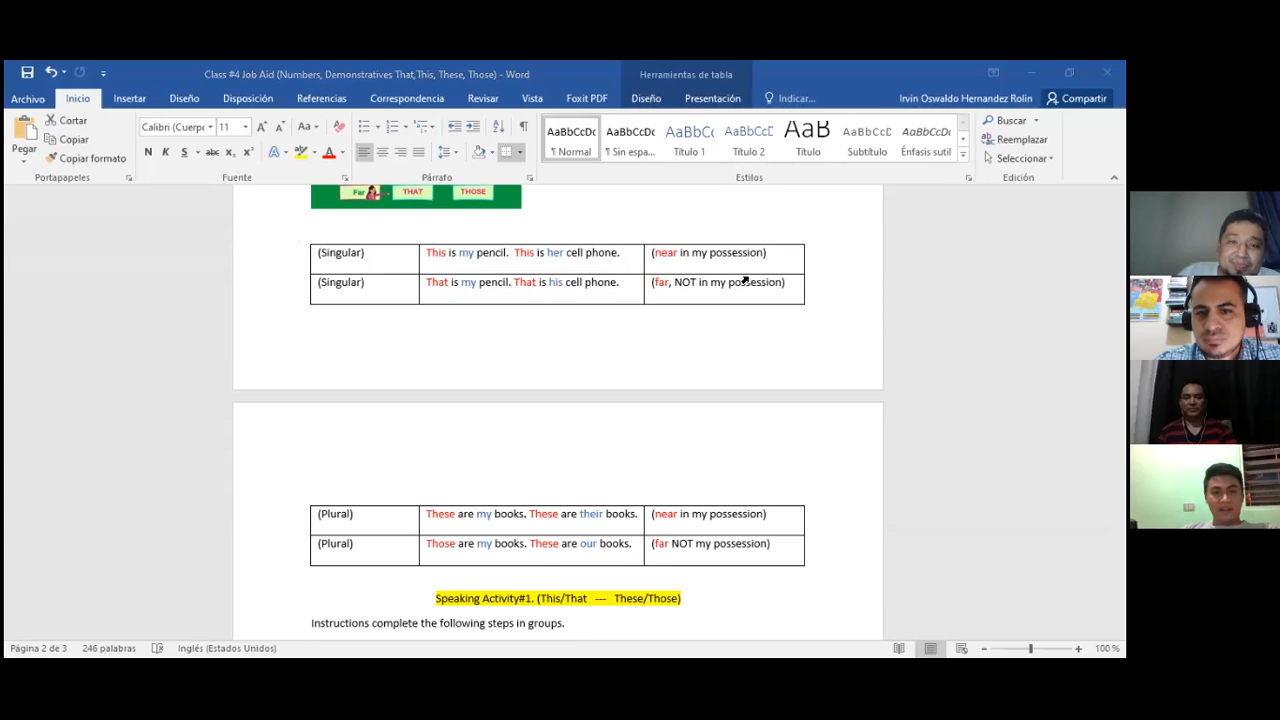 Class #4 Job Aid (Numbers, Demonstratives That,This, These, Those) - Word
Herramientas de tabla
Archivo Inicio Insertar Diseño Disposición Referencias Correspondencia Revisar Vista Foxit PDF Diseño Presentación Indicar... Irvin Oswaldo Hernandez Rolin Compartir
Pegar
Cortar
Copiar
Copiar formato
Portapapeles
Calibri (Cuerpo 11
N K S abc x₂ x²
Fuente
Párrafo
AaBbCcDc AaBbCcDc AaBbCc AaBbCcD AaB AaBbCcD AaBbCcDc
¶ Normal ¶ Sin espa... Título 1 Título 2 Título Subtítulo Énfasis sutil
Estilos
Buscar
Reemplazar
Seleccionar
Edición
Far THAT THOSE
(Singular) This is my pencil. This is her cell phone. (near in my possession)
(Singular) That is my pencil. That is his cell phone. (far, NOT in my possession)
(Plural) These are my books. These are their books. (near in my possession)
(Plural) Those are my books. These are our books. (far NOT my possession)
Speaking Activity#1. (This/That --- These/Those)
Instructions complete the following steps in groups.
Página 2 de 3 246 palabras Inglés (Estados Unidos) 100 %